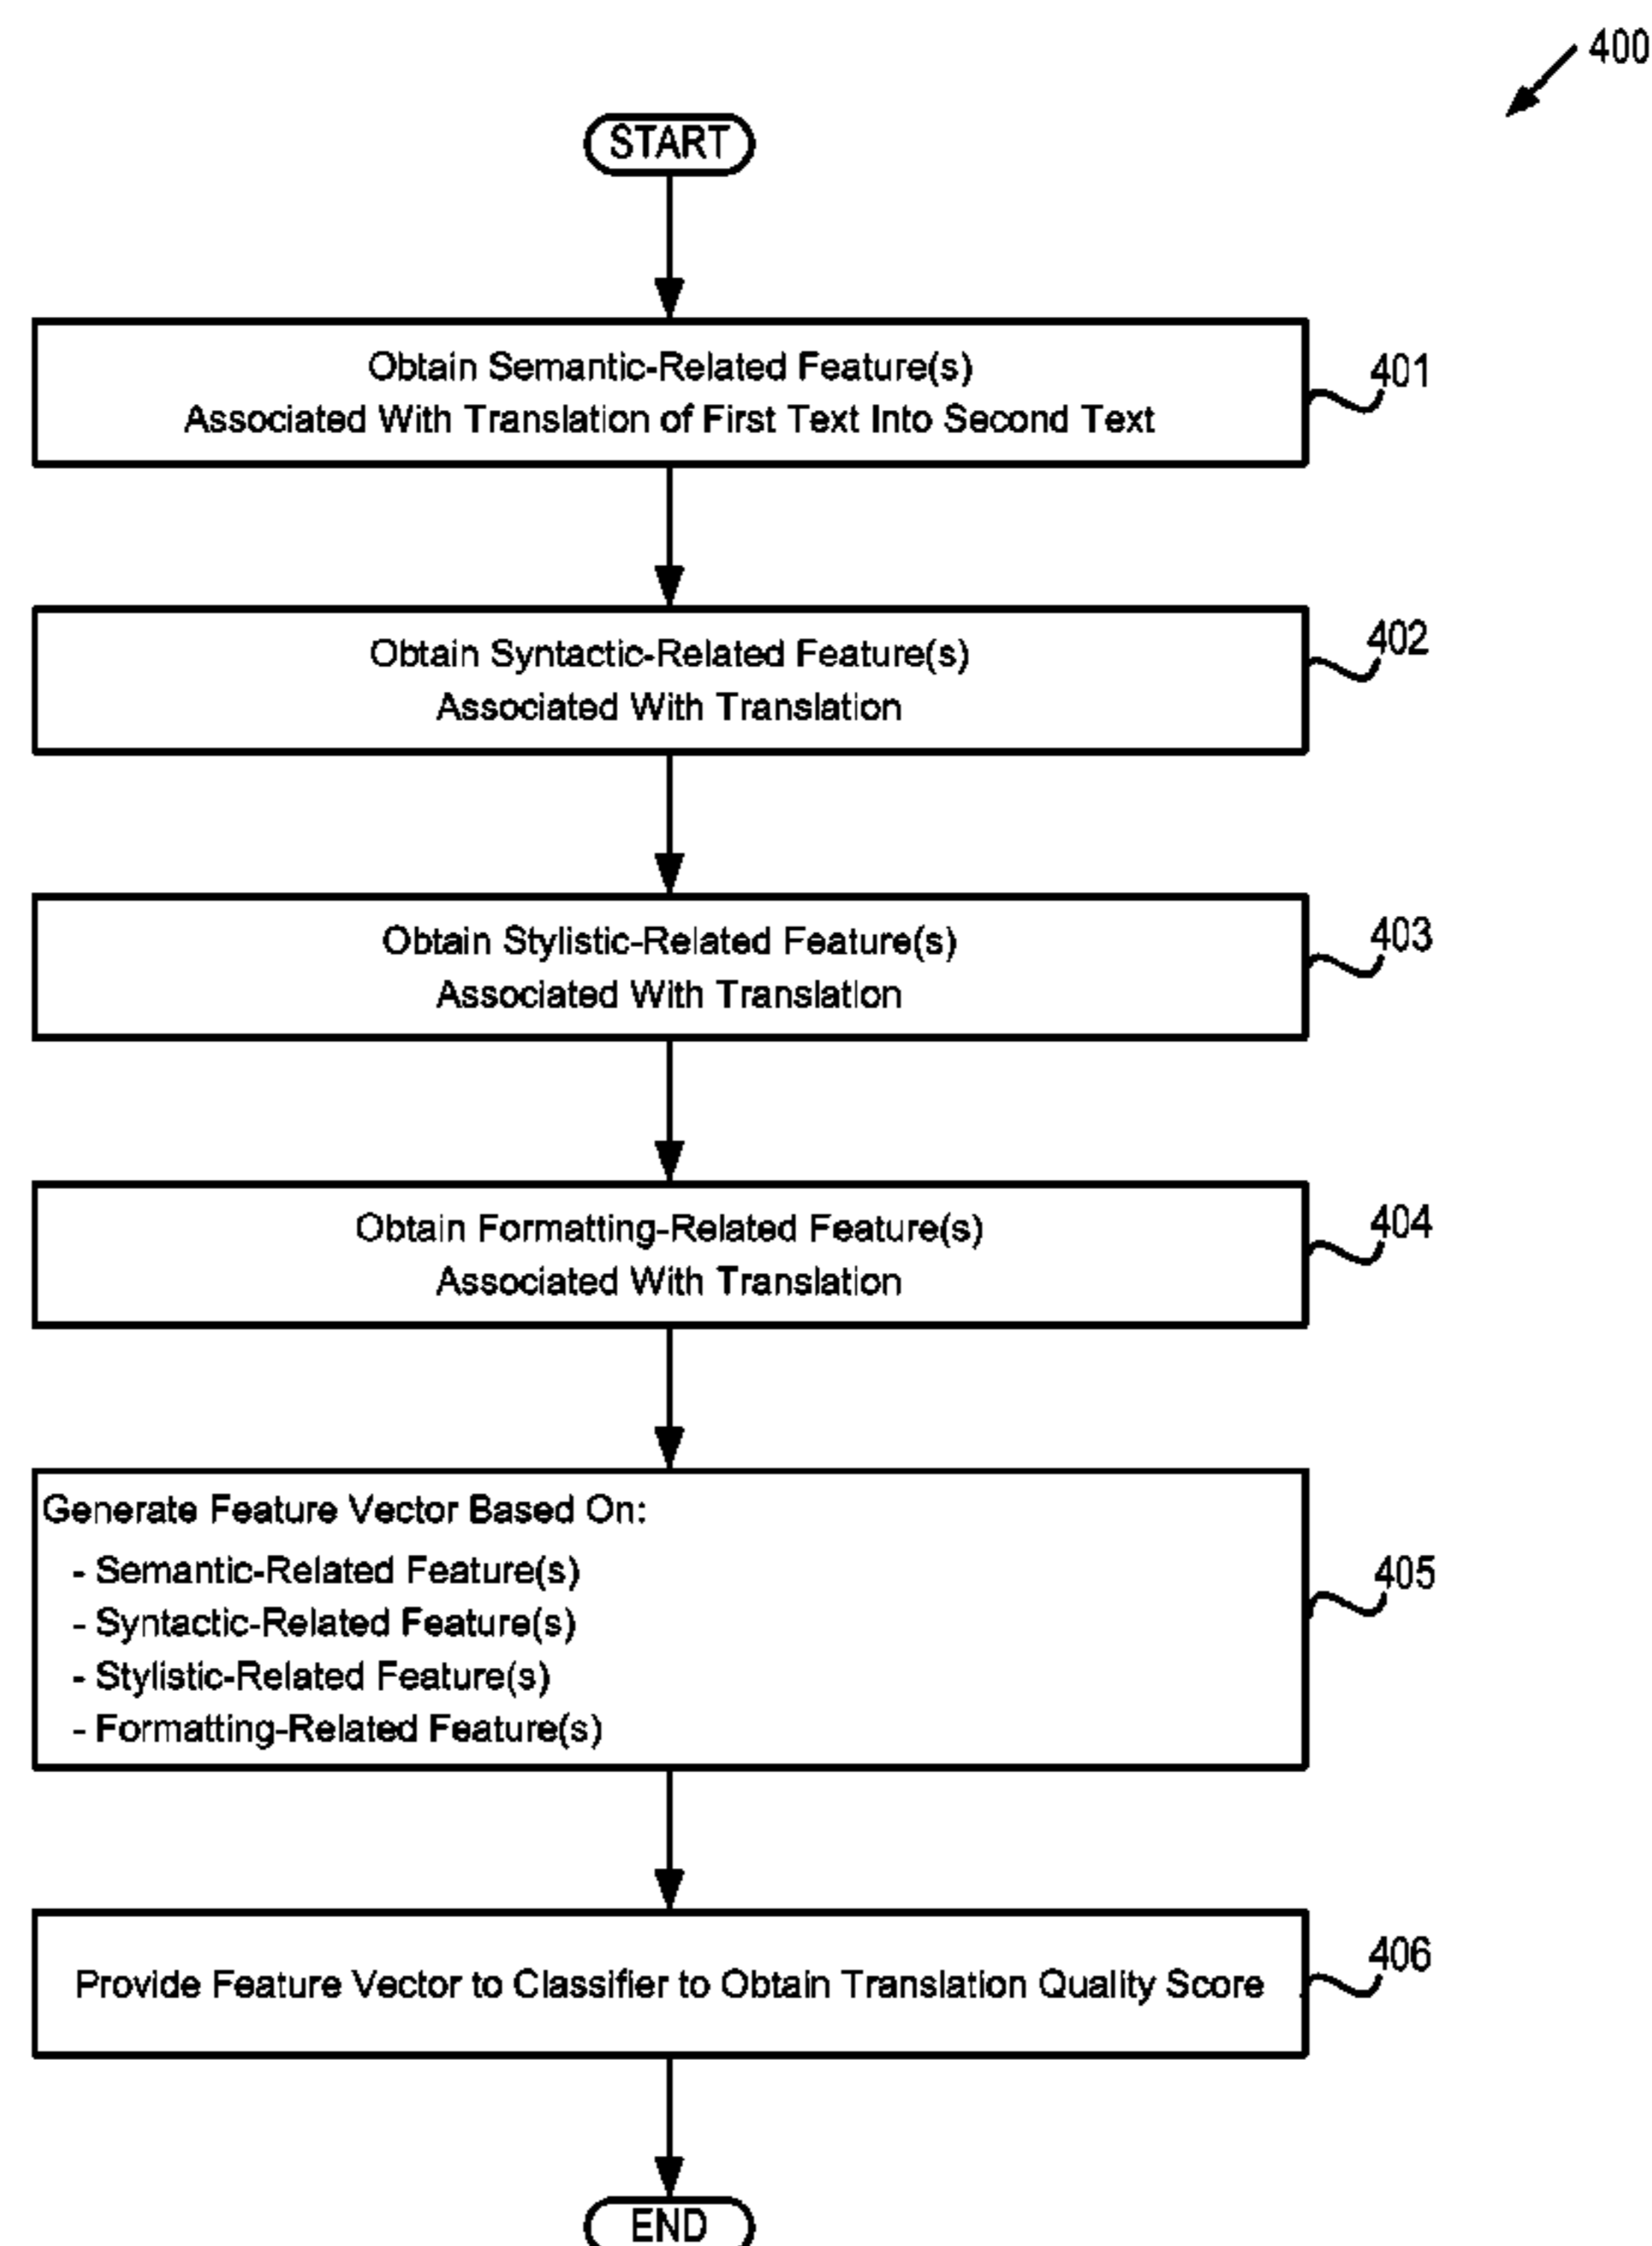 400
START
Obtain Semantic-Related Feature(s)
Associated With Translation of First Text Into Second Text
401
Obtain Syntactic-Related Feature(s)
Associated With Translation
402
Obtain Stylistic-Related Feature(s)
Associated With Translation
403
Obtain Formatting-Related Feature(s)
Associated With Translation
404
Generate Feature Vector Based On:
- Semantic-Related Feature(s)
- Syntactic-Related Feature(s)
- Stylistic-Related Feature(s)
- Formatting-Related Feature(s)
405
Provide Feature Vector to Classifier to Obtain Translation Quality Score
406
END